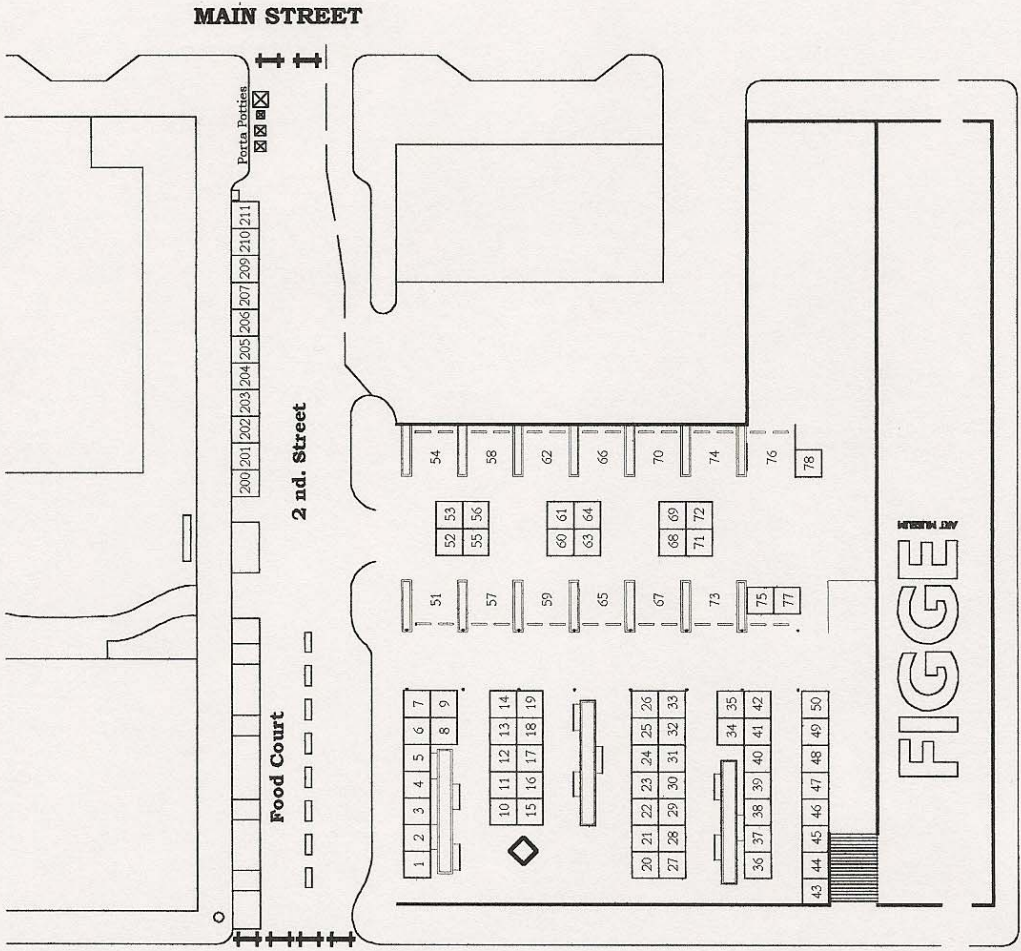 MAIN STREET
Porta Potties
211
210
209
207
206
205
204
203
202
201
200
2 nd. Street
Food Court
54 58 62 66 70 74 76 78
53 56 61 64 69 72
52 55 60 63 68 71
51 57 59 65 67 73 75 77
7 9 14 19 26 33 35 42 50
6 8 13 18 25 32 34 41 49
5 12 17 24 31 40 48
4 11 16 23 30 39 47
3 10 15 22 29 38 46
2 21 28 37 45
1 20 27 36 44
43
FIGGE
ART MUSEUM